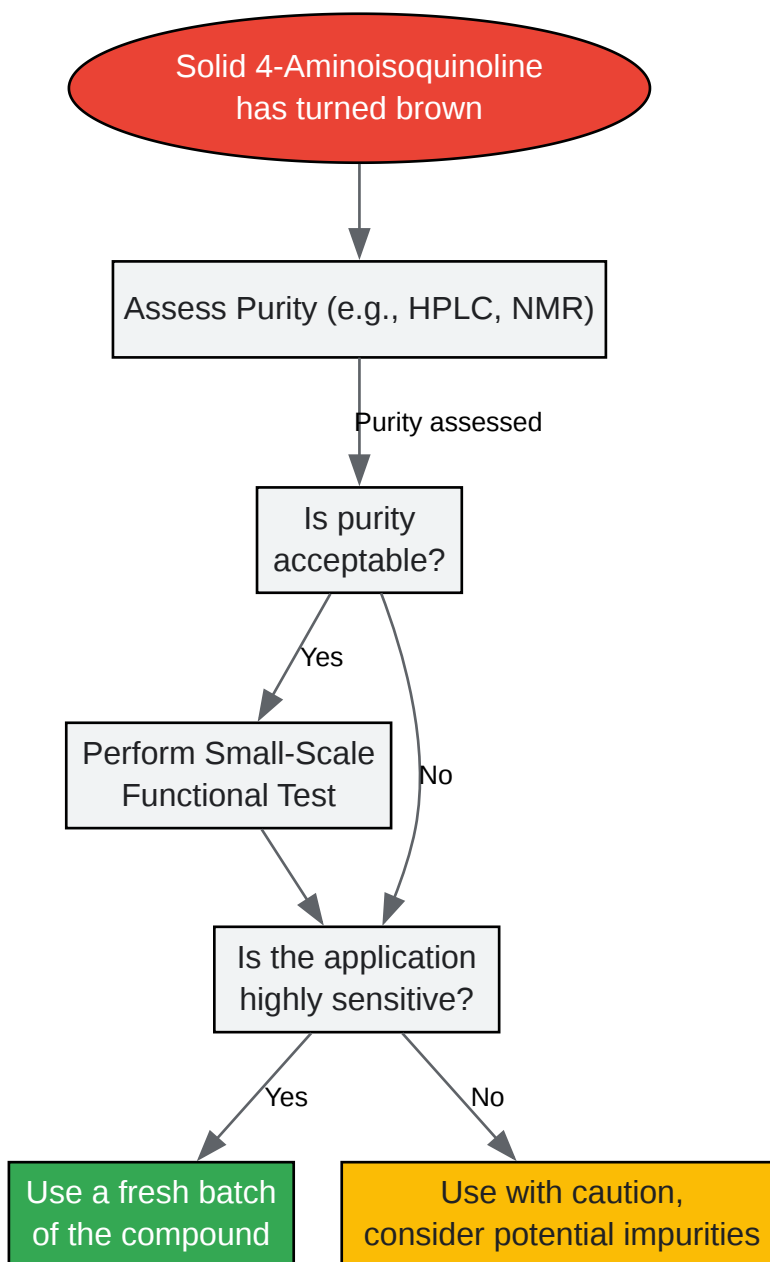 Solid 4-Aminoisoquinoline
has turned brown
Assess Purity (e.g., HPLC, NMR)
Purity assessed
Is purity
acceptable?
Yes
Perform Small-Scale
Functional Test
No
Is the application
highly sensitive?
Yes
No
Use a fresh batch
of the compound
Use with caution,
consider potential impurities